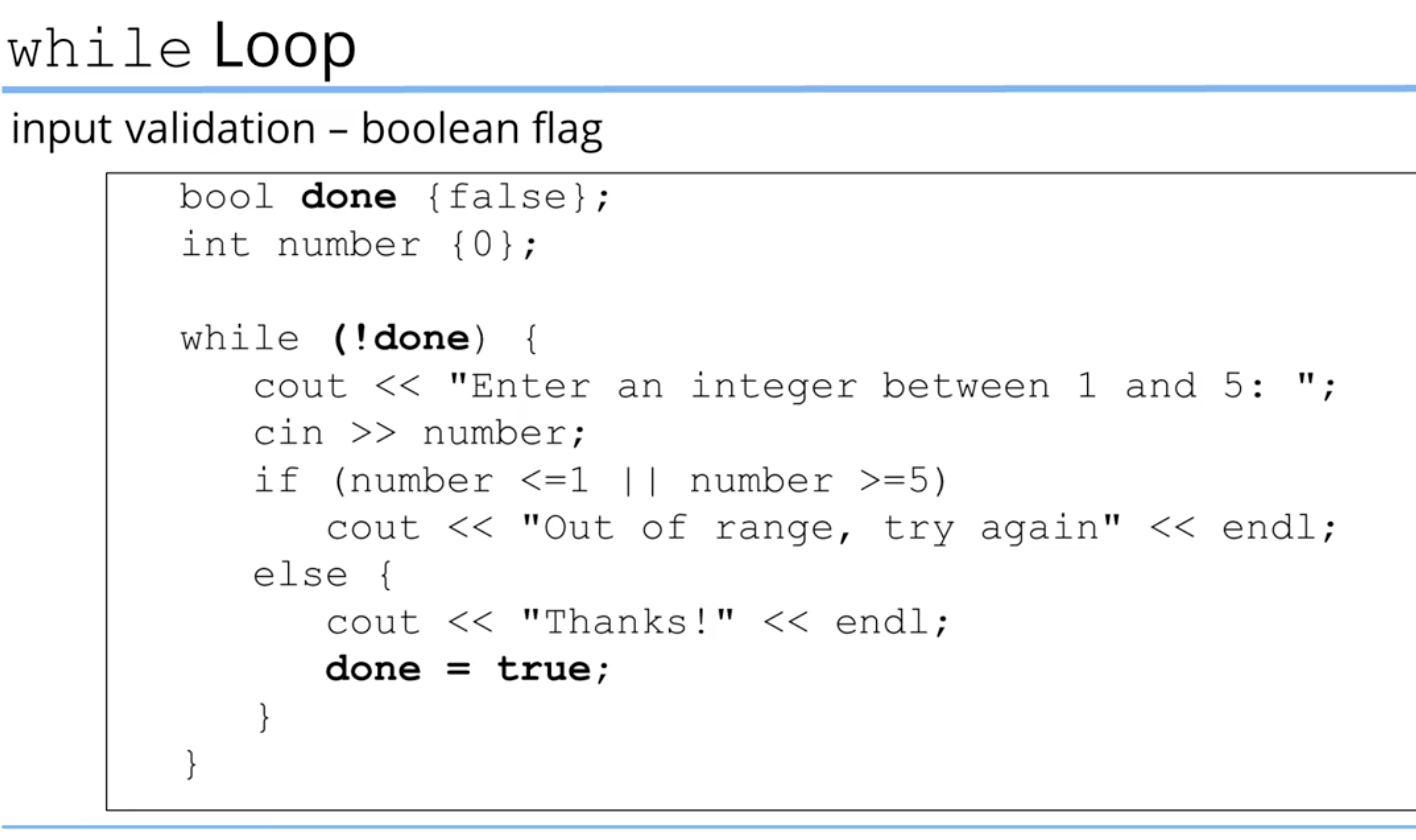 while Loop
input validation – boolean flag
bool done {false};
int number {0};
while (!done) {
cout << "Enter an integer between 1 and 5: ";
cin >> number;
if (number <=1 || number >=5)
cout << "Out of range, try again" << endl;
else {
cout << "Thanks!" << endl;
done = true;
}
}